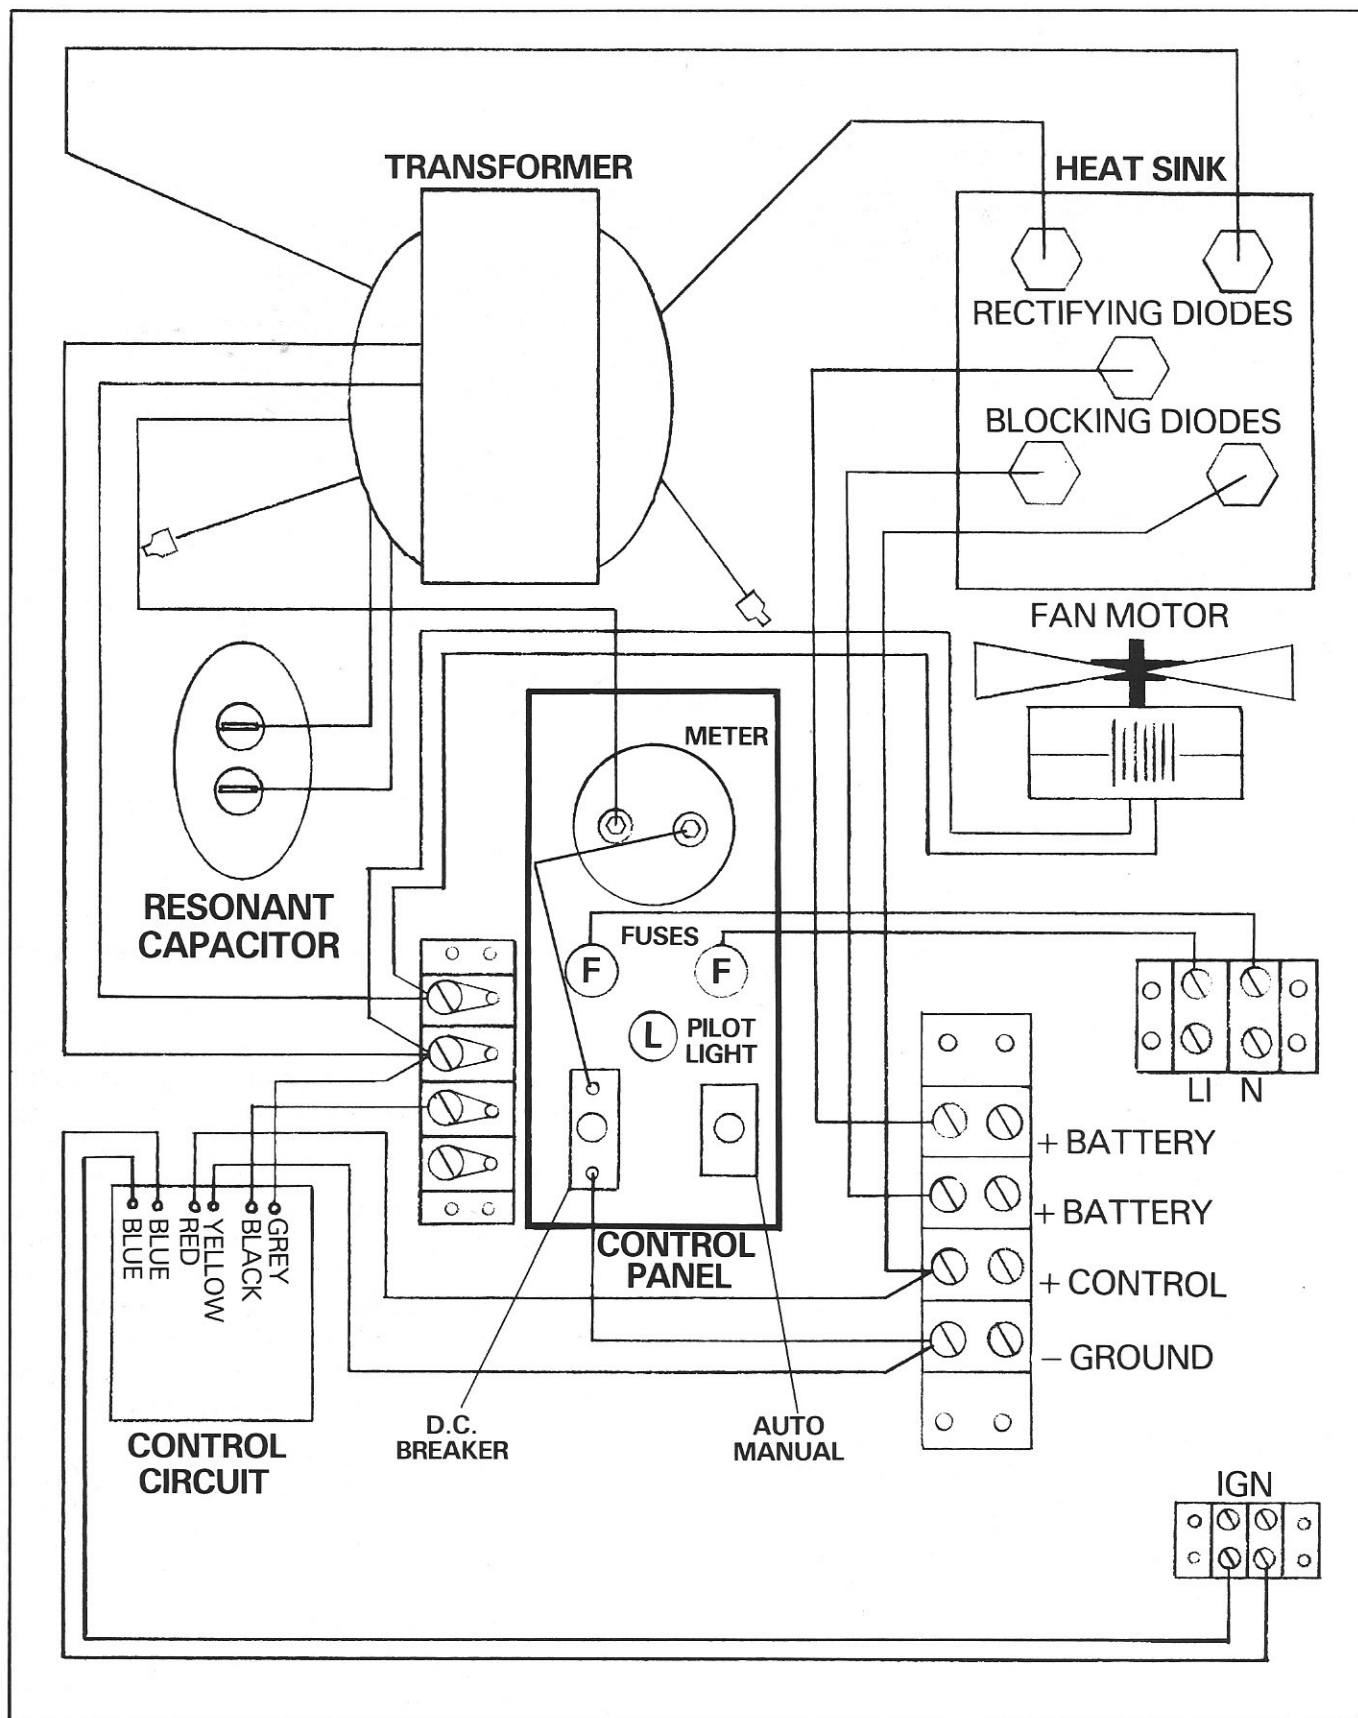 TRANSFORMER
HEAT SINK
RECTIFYING DIODES
BLOCKING DIODES
FAN MOTOR
METER
RESONANT
CAPACITOR
FUSES
F
F
L
PILOT
LIGHT
LI N
+ BATTERY
+ BATTERY
+ CONTROL
− GROUND
CONTROL
PANEL
BLUE
BLUE
RED
YELLOW
BLACK
GREY
CONTROL
CIRCUIT
D.C.
BREAKER
AUTO
MANUAL
IGN